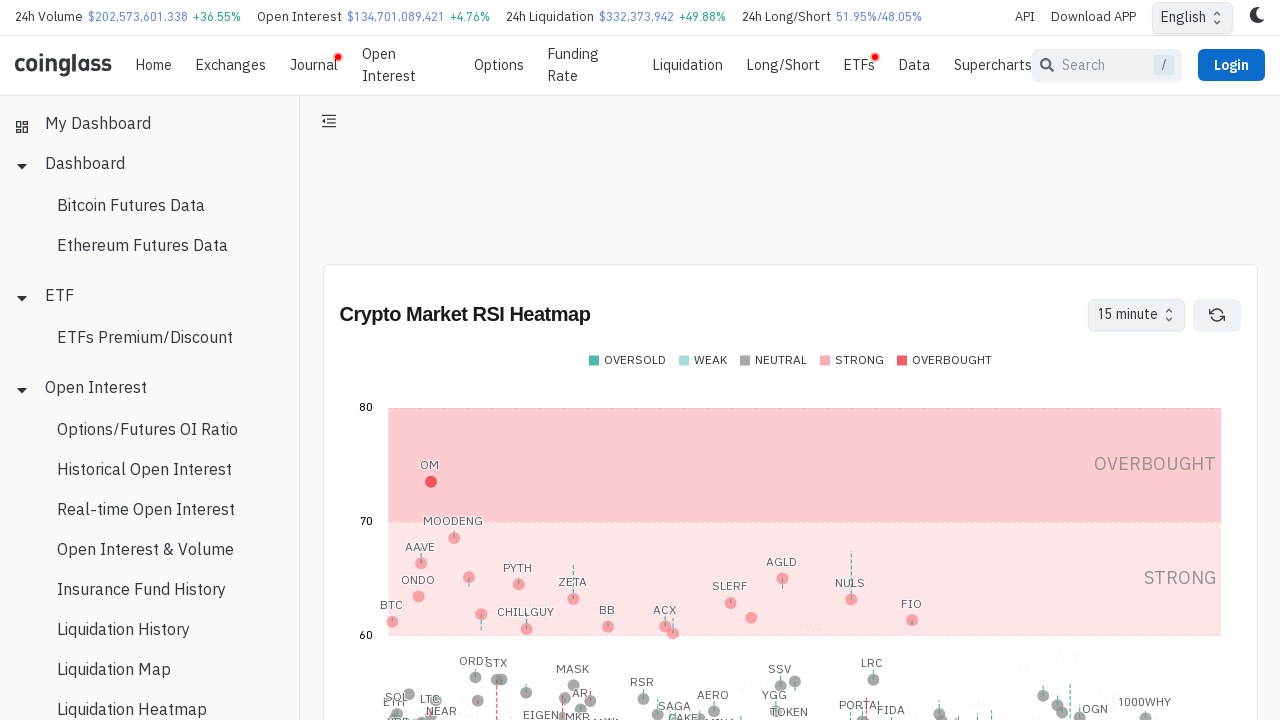 24h Volume $202,573,601,338 +36.55% Open Interest $134,701,089,421 +4.76% 24h Liquidation $332,373,942 +49.88% 24h Long/Short 51.95%/48.05% API Download APP English
coinglass Home Exchanges Journal Open Interest Options Funding Rate Liquidation Long/Short ETFs Data Supercharts Search / Login
My Dashboard
Dashboard
Bitcoin Futures Data
Ethereum Futures Data
ETF
ETFs Premium/Discount
Open Interest
Options/Futures OI Ratio
Historical Open Interest
Real-time Open Interest
Open Interest & Volume
Insurance Fund History
Liquidation History
Liquidation Map
Liquidation Heatmap
Crypto Market RSI Heatmap 15 minute
OVERSOLD WEAK NEUTRAL STRONG OVERBOUGHT
80
OVERBOUGHT
OM
70
MOODENG
AAVE
PYTH
AGLD
STRONG
ONDO
ZETA
SLERF
NULS
BTC
CHILLGUY
BB
ACX
FIO
60
STX
MASK
SSV
LRC
RSR
AERO
YGG
SOL
LTC
AR
SAGA
TOKEN
PORTAL
FIDA
OGN
1000WHY
ETH
NEAR
EIGEN
MKR
CAKE